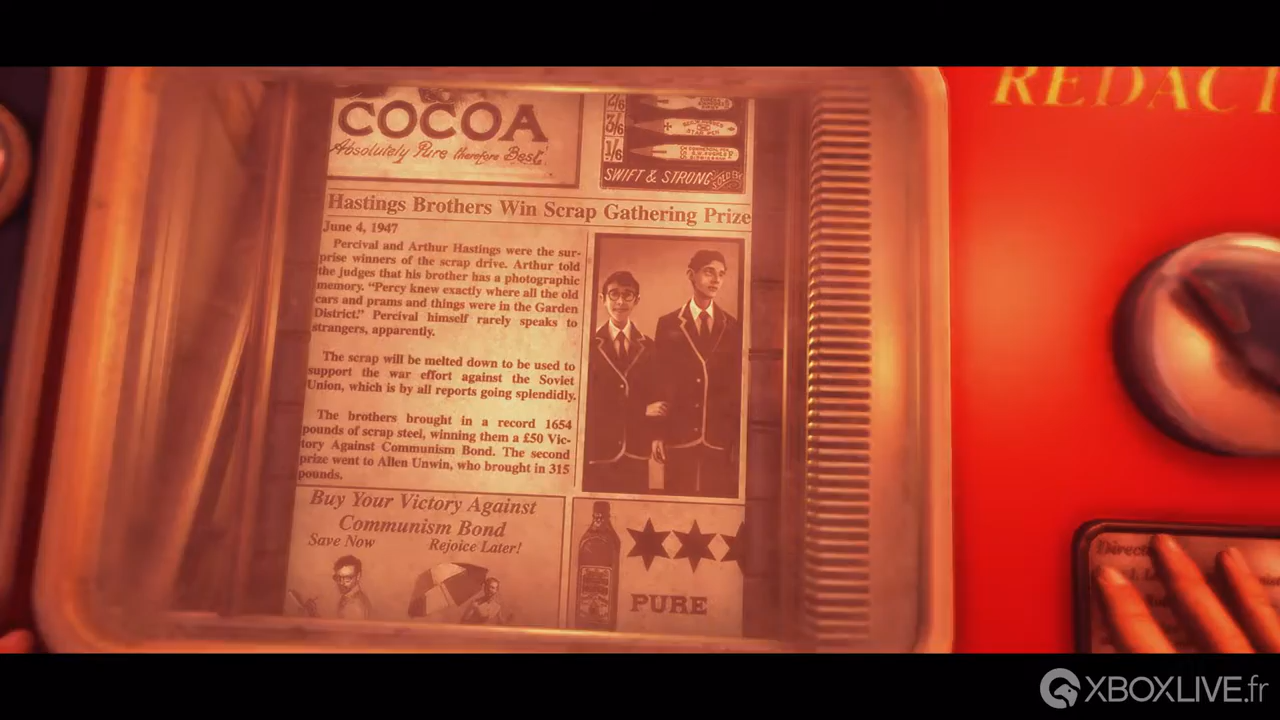 REDACT
COCOA
Absolutely Pure therefore Best.
2/6
3/6
1/6
SWIFT & STRONG
Hastings Brothers Win Scrap Gathering Prize
June 4, 1947
Percival and Arthur Hastings were the sur-
prise winners of the scrap drive. Arthur told
the judges that his brother has a photographic
memory. “Percy knew exactly where all the old
cars and prams and things were in the Garden
District.” Percival himself rarely speaks to
strangers, apparently.
The scrap will be melted down to be used to
support the war effort against the Soviet
Union, which is by all reports going splendidly.
The brothers brought in a record 1654
pounds of scrap steel, winning them a £50 Vic-
tory Against Communism Bond. The second
prize went to Allen Unwin, who brought in 315
pounds.
Buy Your Victory Against
Communism Bond
Save Now Rejoice Later!
PURE
XBOXLIVE.fr